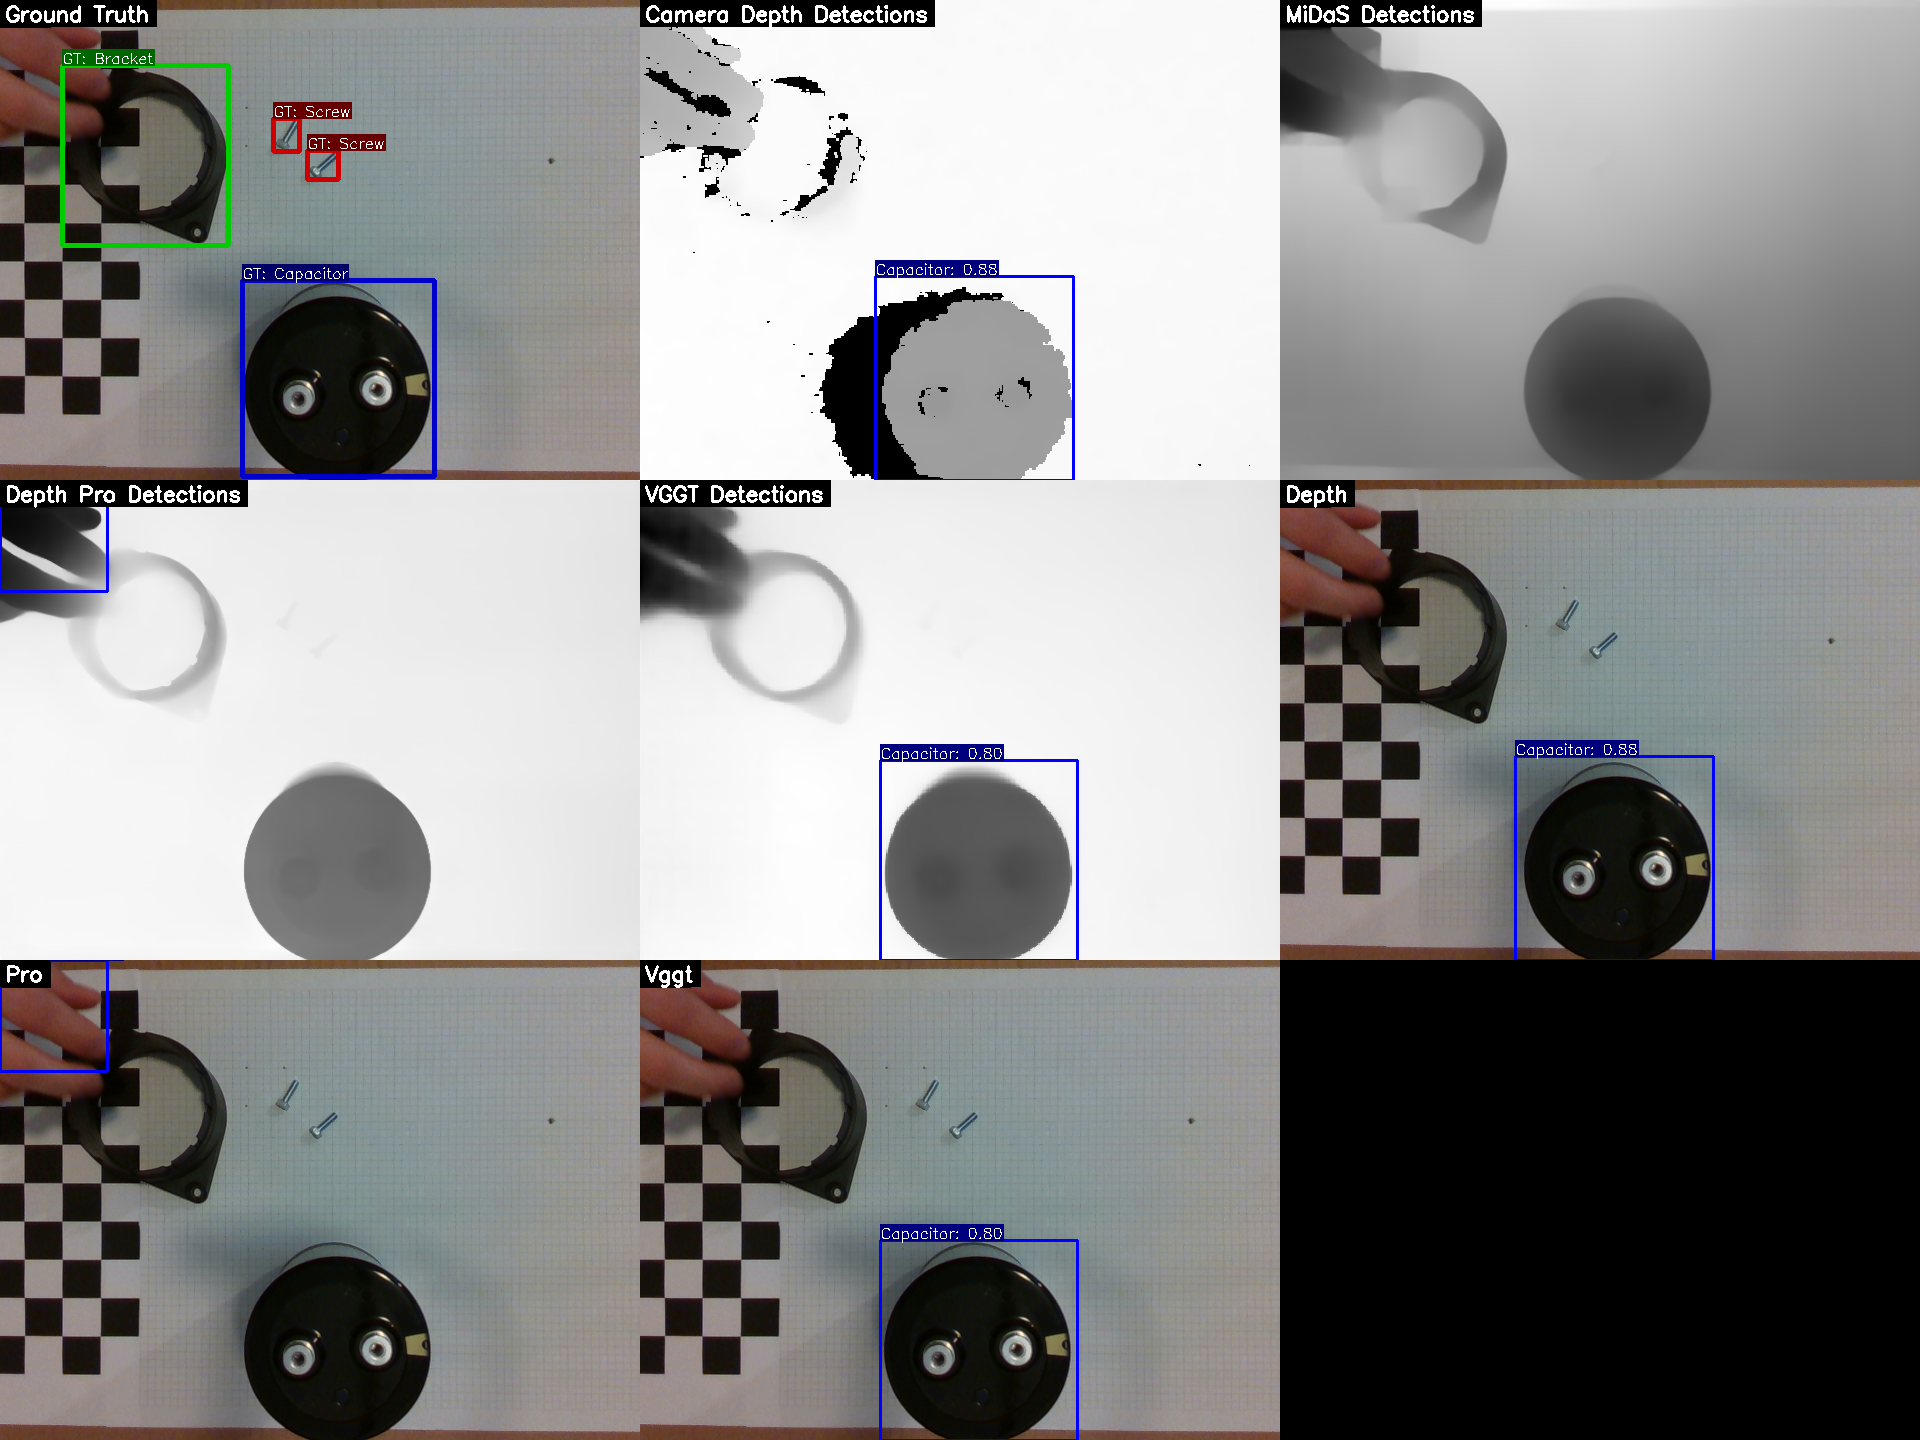 Ground Truth
GT: Bracket
GT: Screw
GT: Screw
GT: Capacitor
Camera Depth Detections
Capacitor: 0.88
MiDaS Detections
Depth Pro Detections
VGGT Detections
Capacitor: 0.80
Depth
Capacitor: 0.88
Pro
Vggt
Capacitor: 0.80